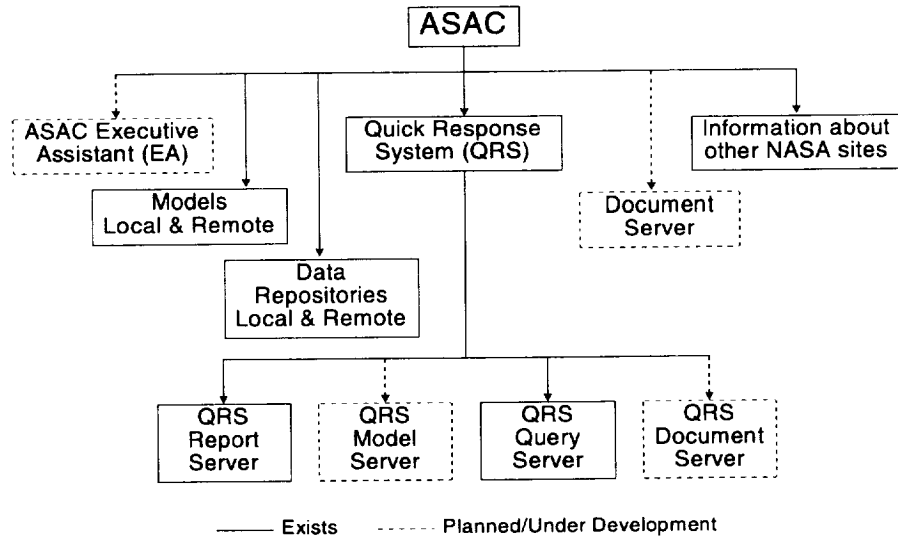 ASAC
ASAC Executive
Assistant (EA)
Quick Response
System (QRS)
Information about
other NASA sites
Models
Local & Remote
Document
Server
Data
Repositories
Local & Remote
QRS
Report
Server
QRS
Model
Server
QRS
Query
Server
QRS
Document
Server
Exists
Planned/Under Development